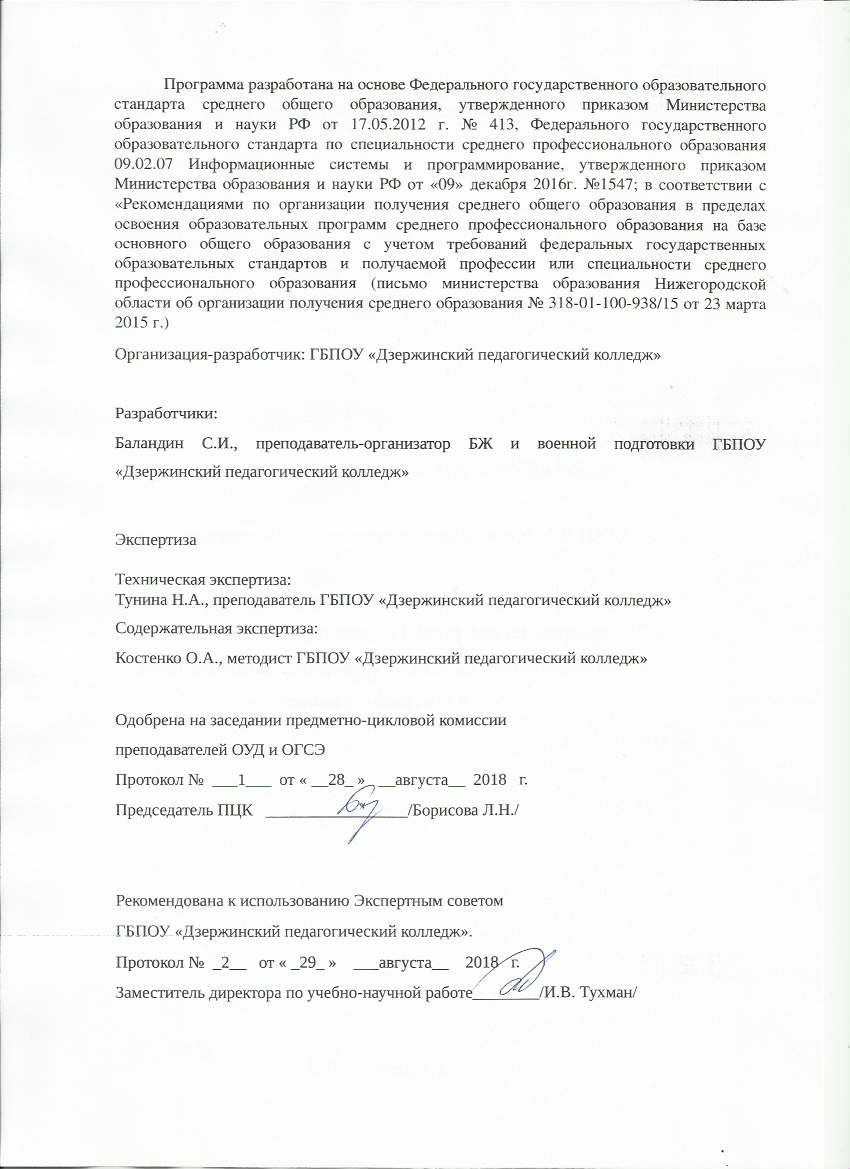 Программа разработана на основе Федерального государственного образовательного
стандарта среднего общего образования, утвержденного приказом Министерства
образования и науки РФ от 17.05.2012 г. № 413, Федерального государственного
образовательного стандарта по специальности среднего профессионального образования
09.02.07 Информационные системы и программирование, утвержденного приказом
Министерства образования и науки РФ от «09» декабря 2016г. №1547; в соответствии с
«Рекомендациями по организации получения среднего общего образования в пределах
освоения образовательных программ среднего профессионального образования на базе
основного общего образования с учетом требований федеральных государственных
образовательных стандартов и получаемой профессии или специальности среднего
профессионального образования (письмо министерства образования Нижегородской
области об организации получения среднего образования № 318-01-100-938/15 от 23 марта
2015 г.)
Организация-разработчик: ГБПОУ «Дзержинский педагогический колледж»
Разработчики:
Баландин С.И., преподаватель-организатор БЖ и военной подготовки ГБПОУ
«Дзержинский педагогический колледж»
Экспертиза
Техническая экспертиза:
Тунина Н.А., преподаватель ГБПОУ «Дзержинский педагогический колледж»
Содержательная экспертиза:
Костенко О.А., методист ГБПОУ «Дзержинский педагогический колледж»
Одобрена на заседании предметно-цикловой комиссии
преподавателей ОУД и ОГСЭ
Протокол № ___1___ от « __28_ » __августа__ 2018 г.
Председатель ПЦК _________________/Борисова Л.Н./
Рекомендована к использованию Экспертным советом
ГБПОУ «Дзержинский педагогический колледж».
Протокол № _2__ от « _29_ » ___августа__ 2018 г.
Заместитель директора по учебно-научной работе________/И.В. Тухман/